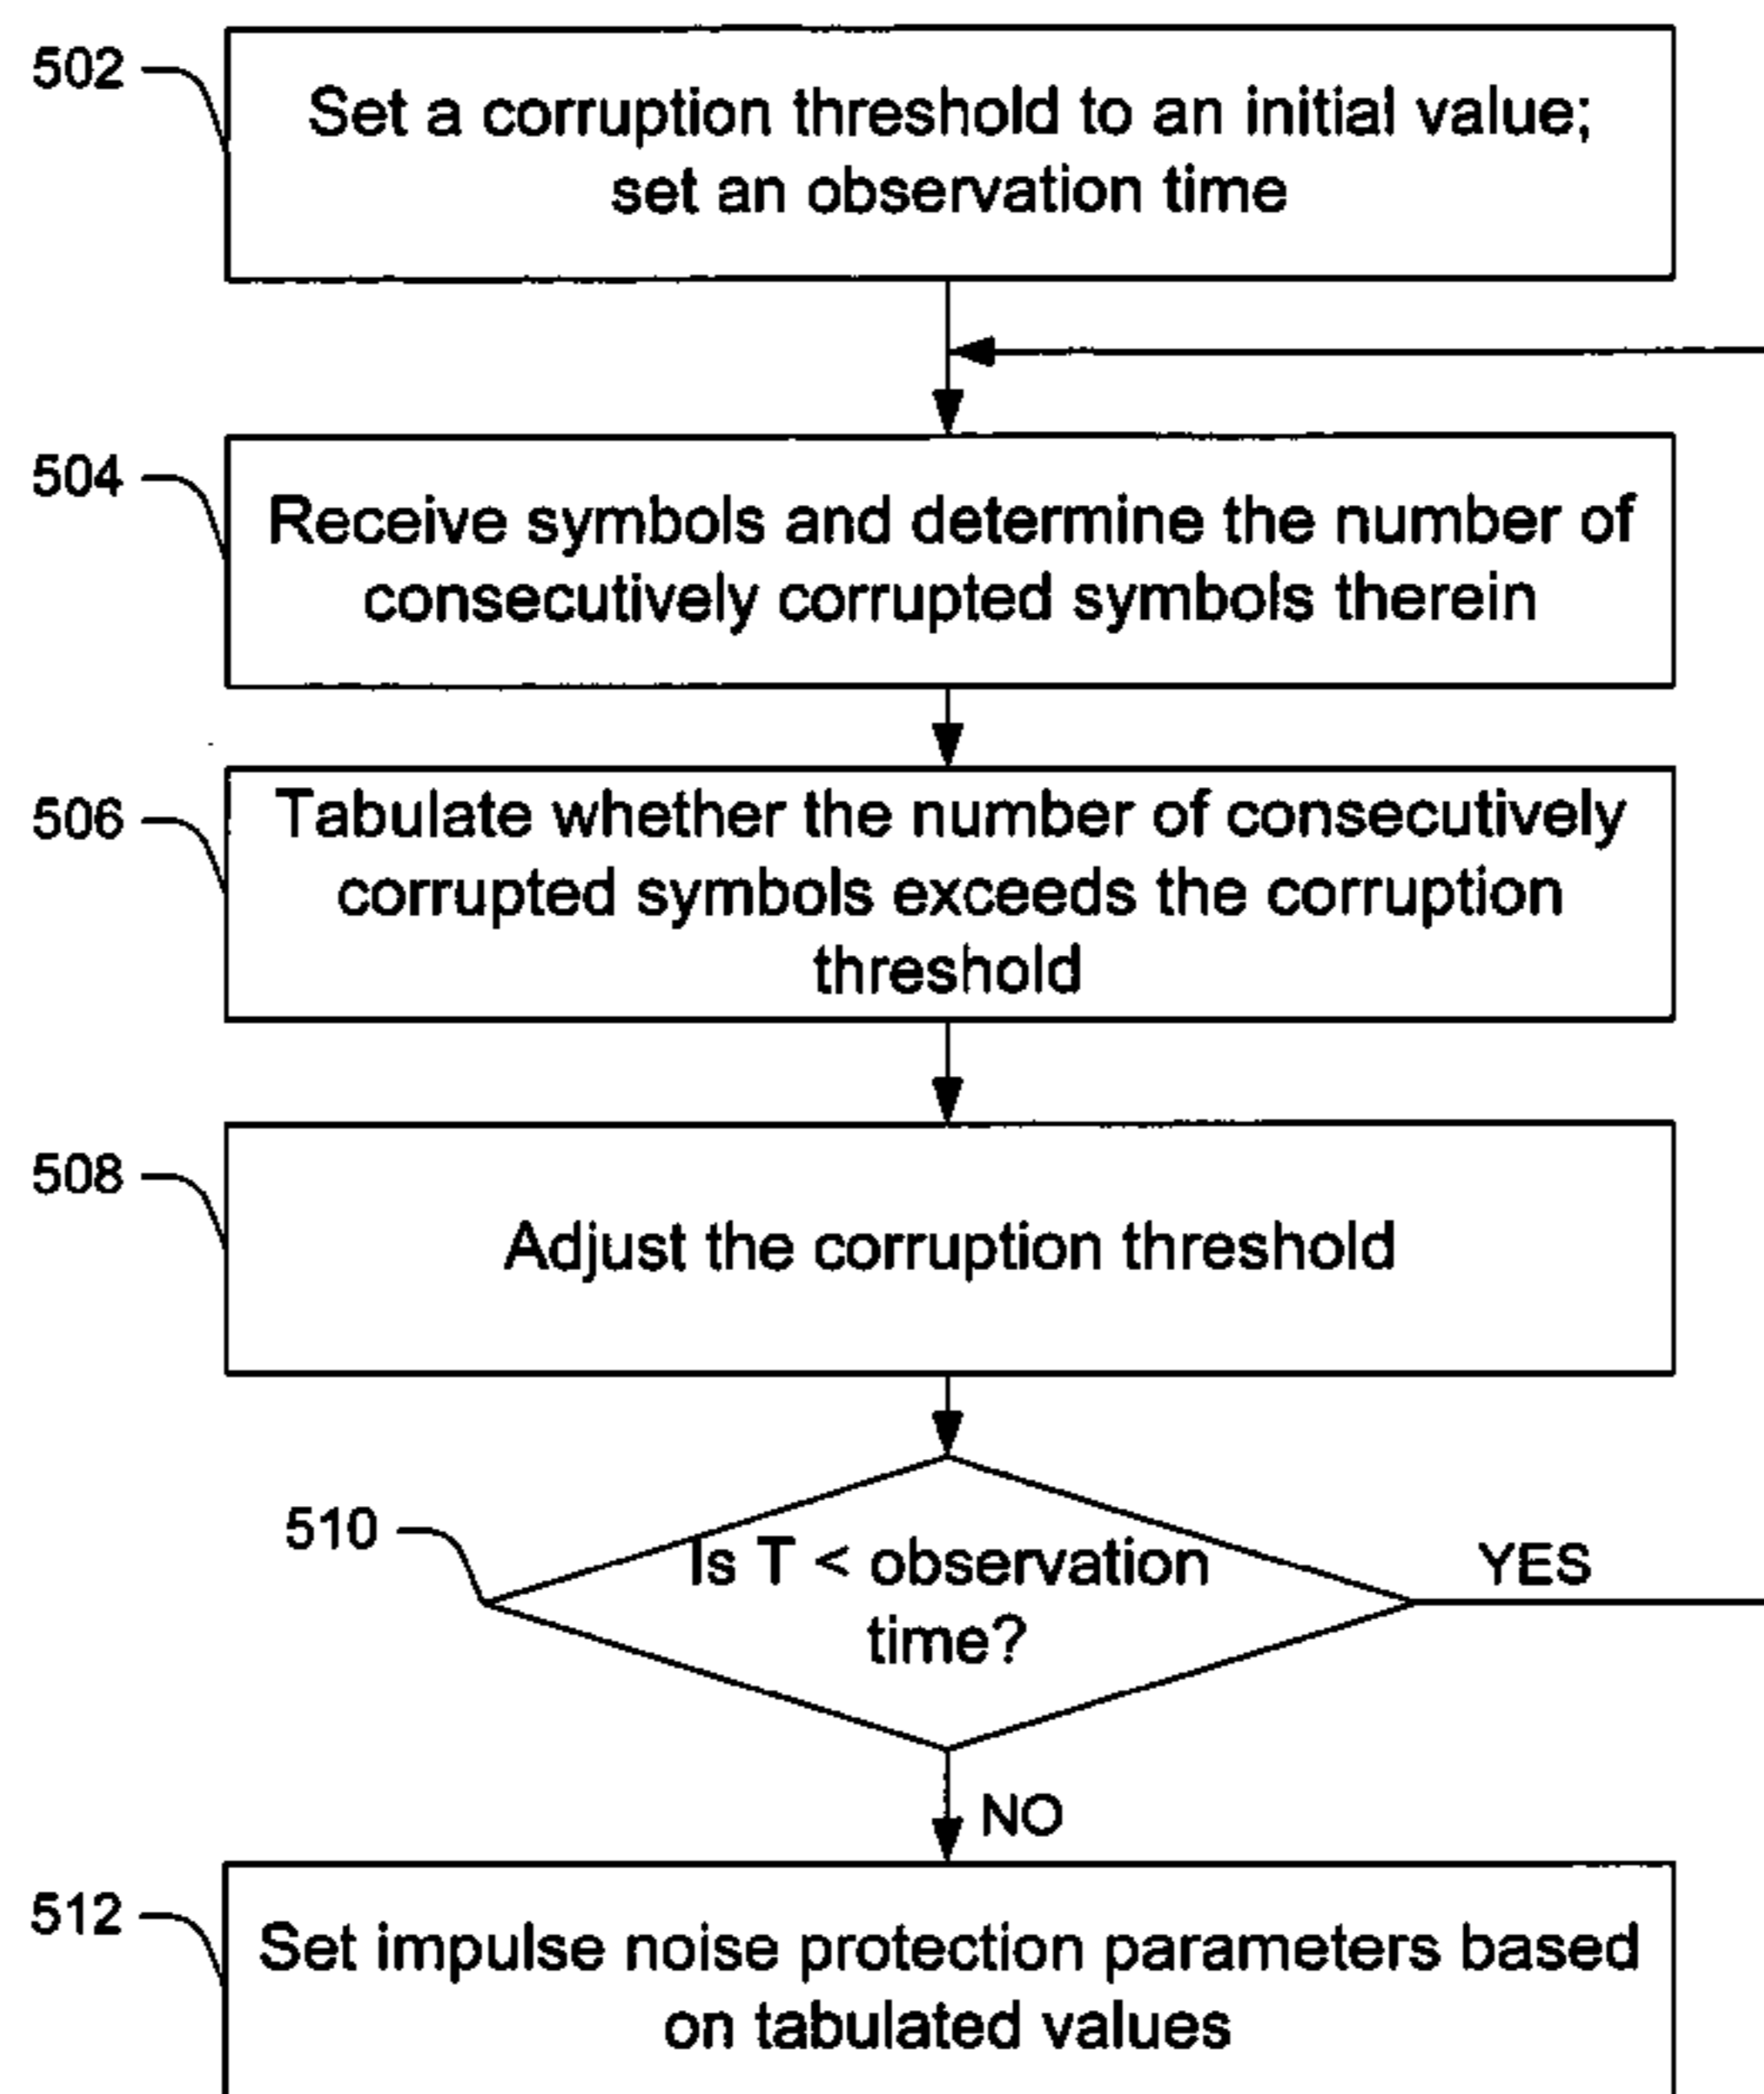 502
Set a corruption threshold to an initial value;
set an observation time
504
Receive symbols and determine the number of
consecutively corrupted symbols therein
506
Tabulate whether the number of consecutively
corrupted symbols exceeds the corruption
threshold
508
Adjust the corruption threshold
510
Is T < observation
time?
YES
NO
512
Set impulse noise protection parameters based
on tabulated values